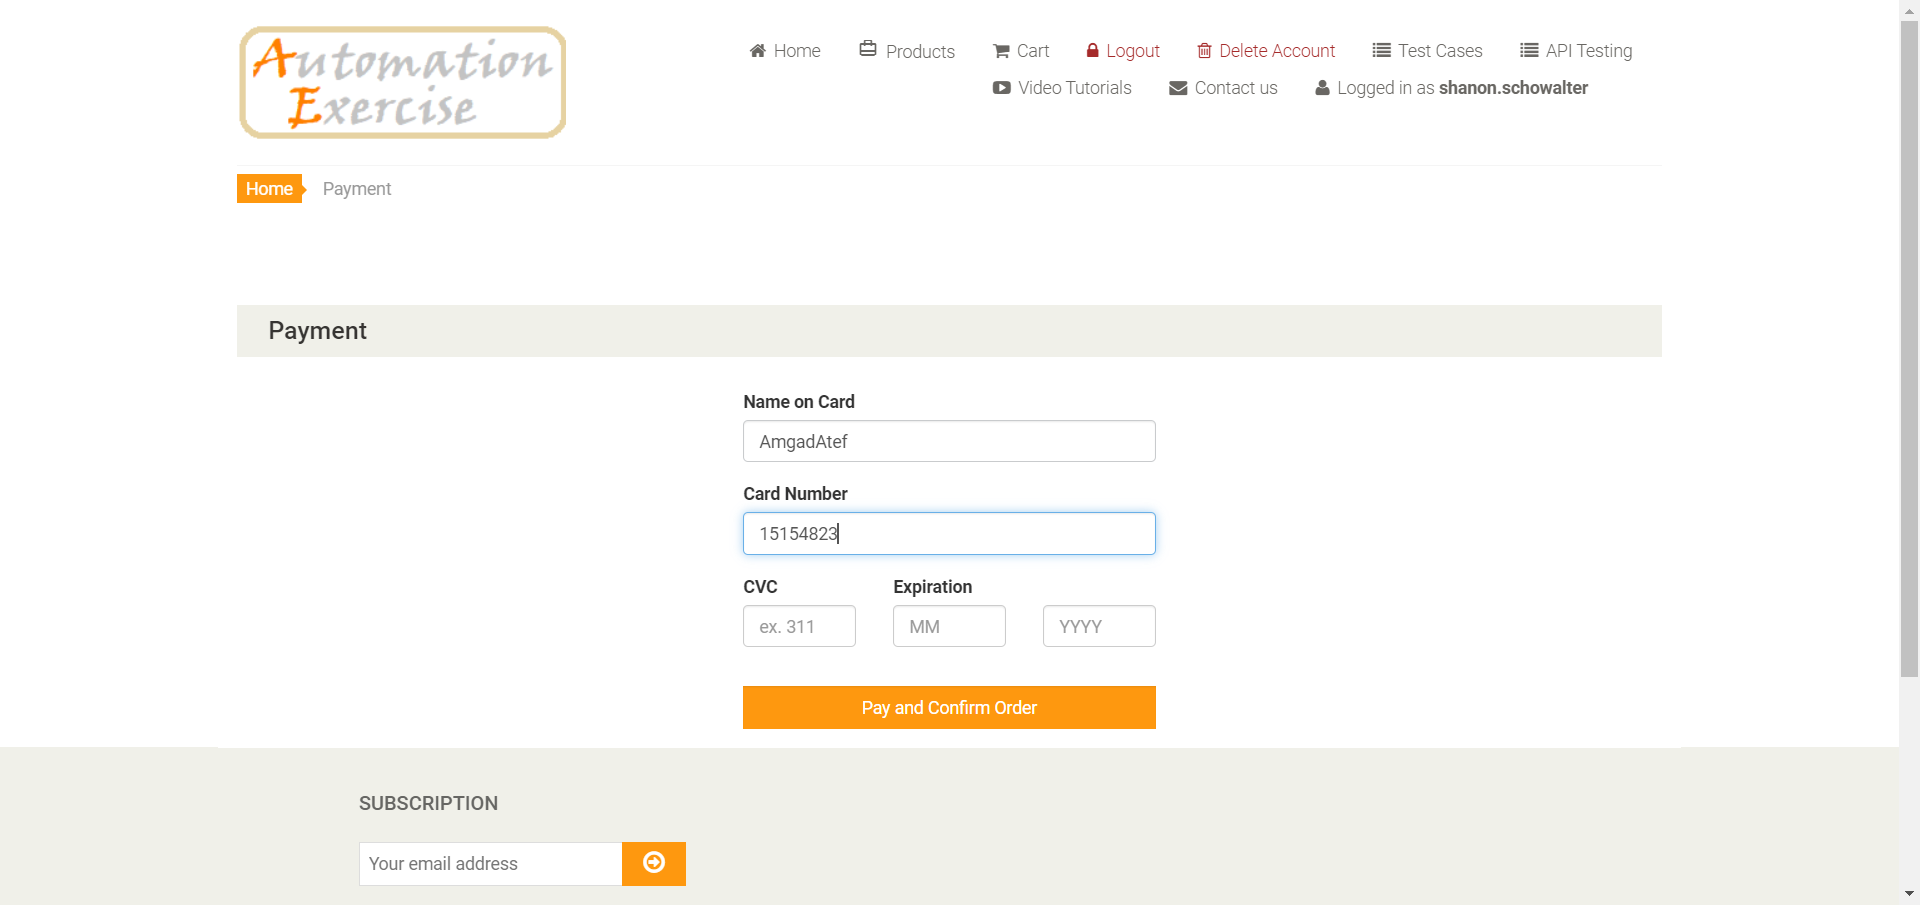 Automation
Exercise
Home
Products
Cart
Logout
Delete Account
Test Cases
API Testing
Video Tutorials
Contact us
Logged in as shanon.schowalter
Home
Payment
Payment
Name on Card
AmgadAtef
Card Number
15154823
CVC
Expiration
ex. 311
MM
YYYY
Pay and Confirm Order
SUBSCRIPTION
Your email address